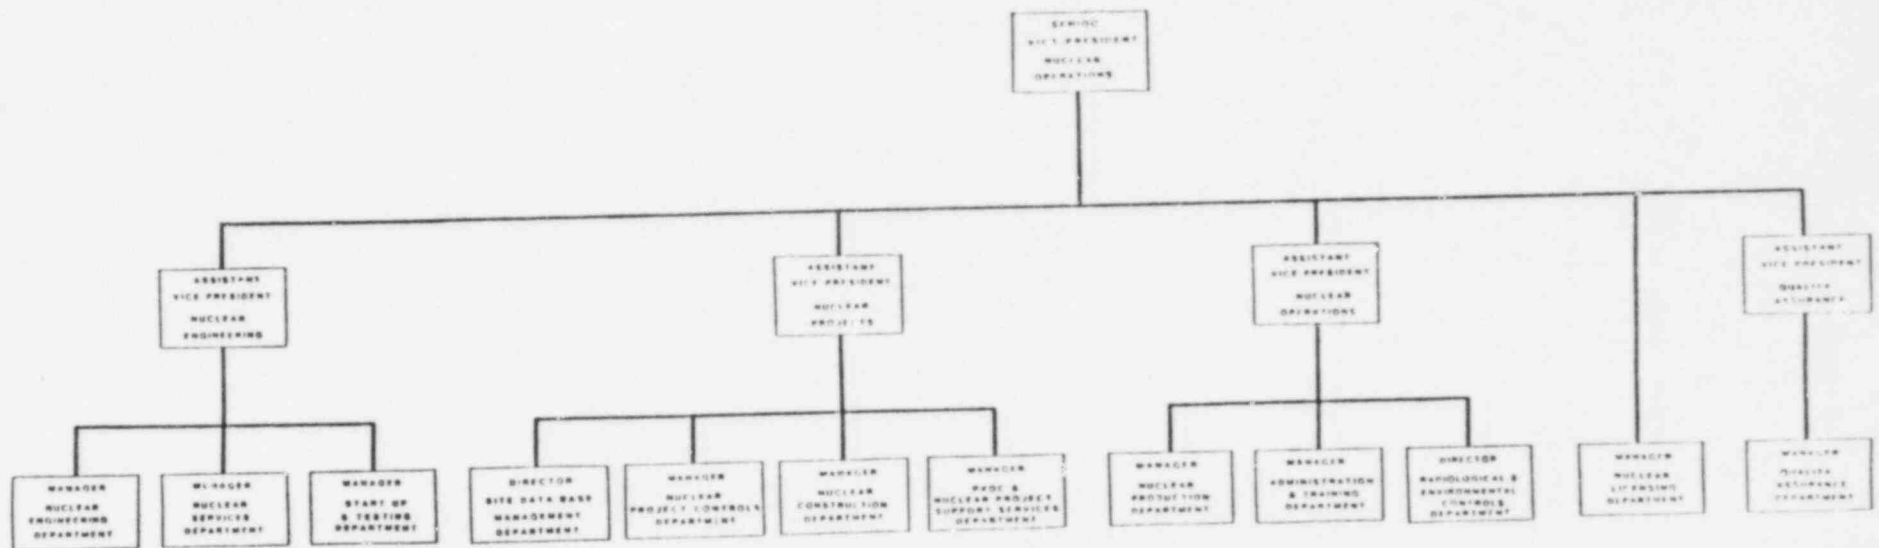 SENIOR
VICE PRESIDENT
NUCLEAR
OPERATIONS
ASSISTANT
VICE PRESIDENT
NUCLEAR
ENGINEERING
ASSISTANT
VICE PRESIDENT
NUCLEAR
PROJECTS
ASSISTANT
VICE PRESIDENT
NUCLEAR
OPERATIONS
ASSISTANT
VICE PRESIDENT
QUALITY
ASSURANCE
MANAGER
NUCLEAR
ENGINEERING
DEPARTMENT
MANAGER
NUCLEAR
SERVICES
DEPARTMENT
MANAGER
START UP
& TESTING
DEPARTMENT
DIRECTOR
SITE DATA BASE
MANAGEMENT
DEPARTMENT
MANAGER
NUCLEAR
PROJECT CONTROLS
DEPARTMENT
MANAGER
NUCLEAR
CONSTRUCTION
DEPARTMENT
MANAGER
&
NUCLEAR PROJECT
SUPPORT SERVICES
DEPARTMENT
MANAGER
NUCLEAR
PRODUCTION
DEPARTMENT
MANAGER
ADMINISTRATION
& TRAINING
DEPARTMENT
DIRECTOR
RADIOLOGICAL &
ENVIRONMENTAL
CONTROLS
DEPARTMENT
MANAGER
NUCLEAR
LICENSING
DEPARTMENT
MANAGER
QUALITY
ASSURANCE
DEPARTMENT